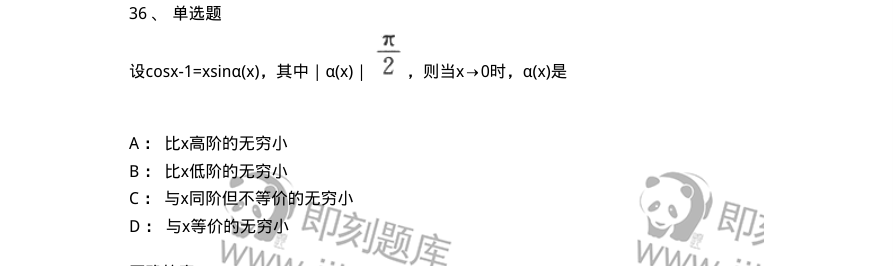 36 、 单选题
设cosx-1=xsinα(x)，其中 | α(x) | π/2 ，则当x→0时，α(x)是
A ： 比x高阶的无穷小
B ： 比x低阶的无穷小
C ： 与x同阶但不等价的无穷小
D ： 与x等价的无穷小
即刻题库
即刻